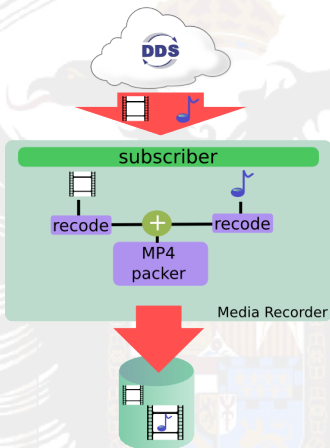 DDS
subscriber
recode
+
recode
MP4
packer
Media Recorder